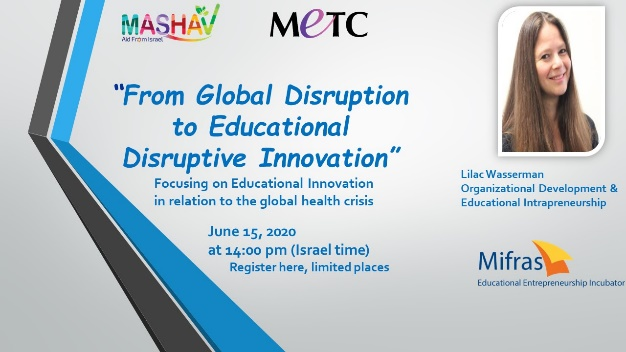 MASHAV
Aid From Israel
METC
“From Global Disruption
to Educational
Disruptive Innovation”
Focusing on Educational Innovation
in relation to the global health crisis
June 15, 2020
at 14:00 pm (Israel time)
Register here, limited places
Lilac Wasserman
Organizational Development &
Educational Intrapreneurship
Mifras
Educational Entrepreneurship Incubator